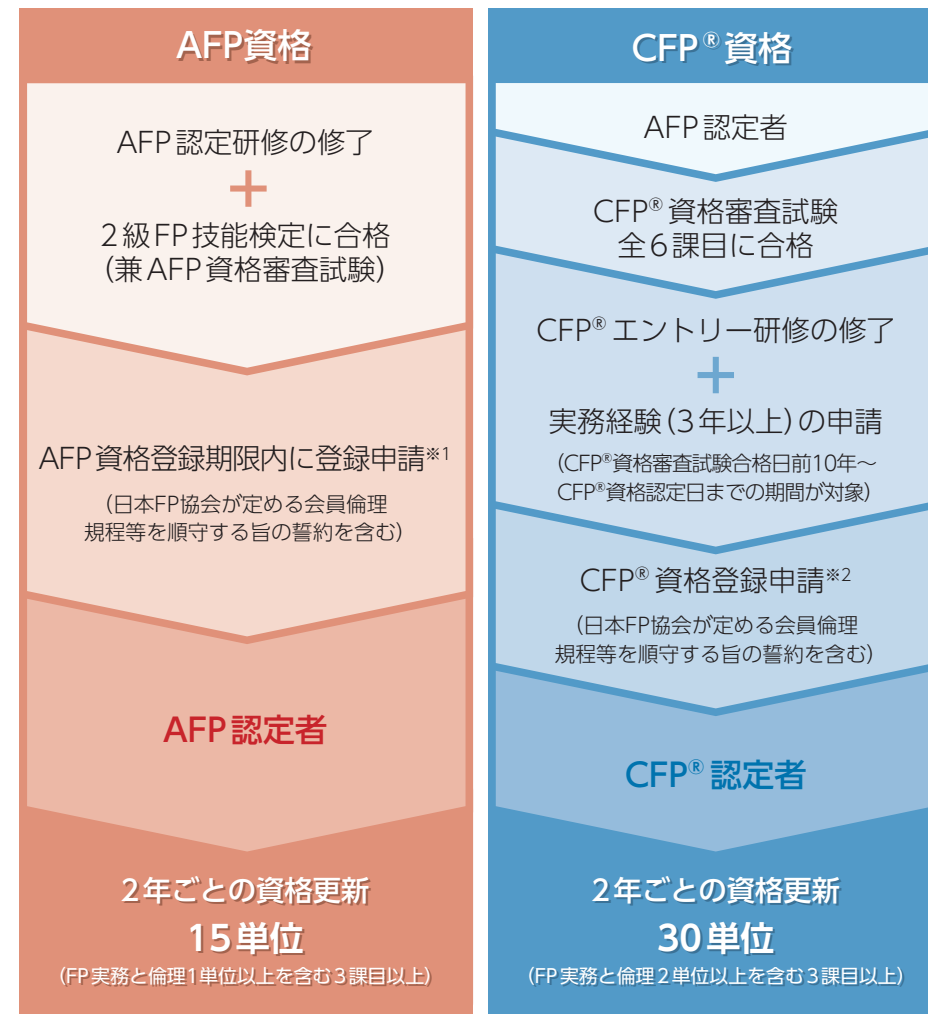 AFP資格
AFP認定研修の修了
+
2級FP技能検定に合格
(兼AFP資格審査試験)
AFP資格登録期限内に登録申請※1
(日本FP協会が定める会員倫理
規程等を順守する旨の誓約を含む)
AFP認定者
2年ごとの資格更新
15単位
(FP実務と倫理1単位以上を含む3課目以上)
CFP®資格
AFP認定者
CFP®資格審査試験
全6課目に合格
CFP®エントリー研修の修了
+
実務経験(3年以上)の申請
(CFP®資格審査試験合格日前10年～
CFP®資格認定日までの期間が対象)
CFP®資格登録申請※2
(日本FP協会が定める会員倫理
規程等を順守する旨の誓約を含む)
CFP®認定者
2年ごとの資格更新
30単位
(FP実務と倫理2単位以上を含む3課目以上)